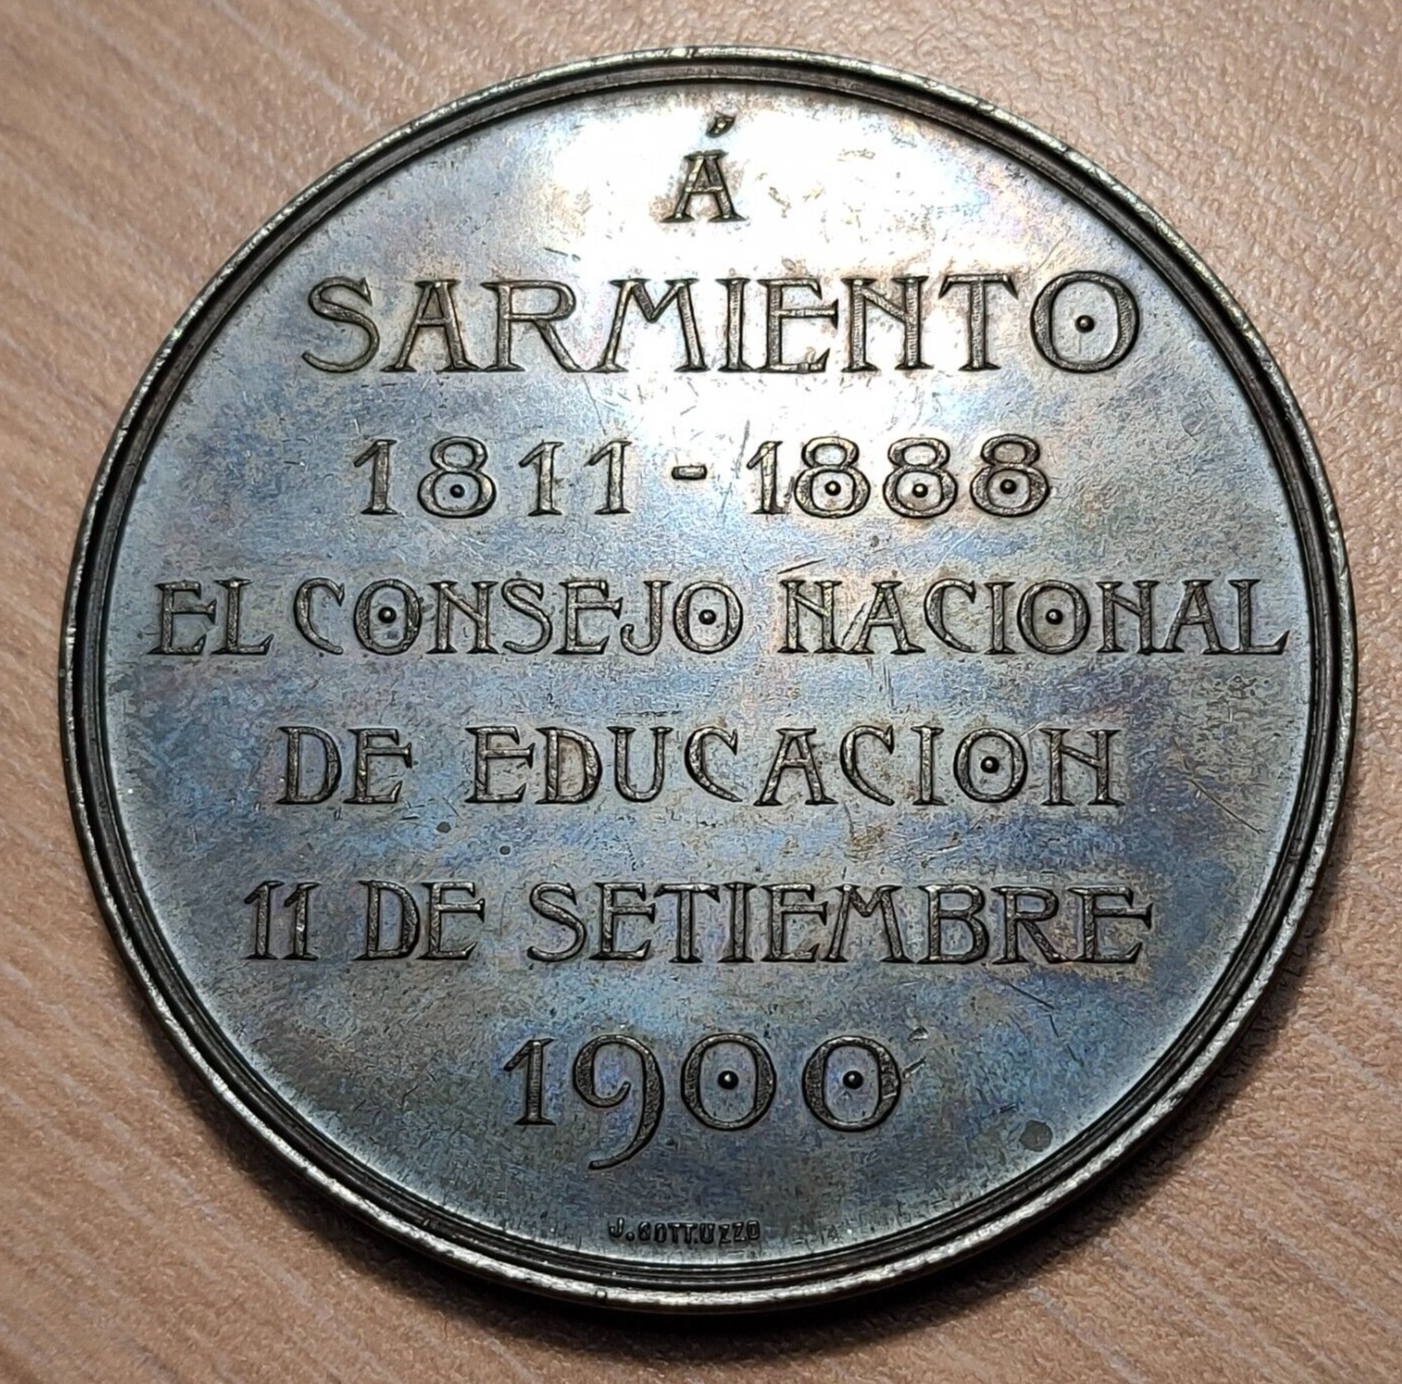 Á
SARMIENTO
1811-1888
EL CONSEJO NACIONAL
DE EDUCACION
11 DE SETIEMBRE
1900
J. GOTTUZZO